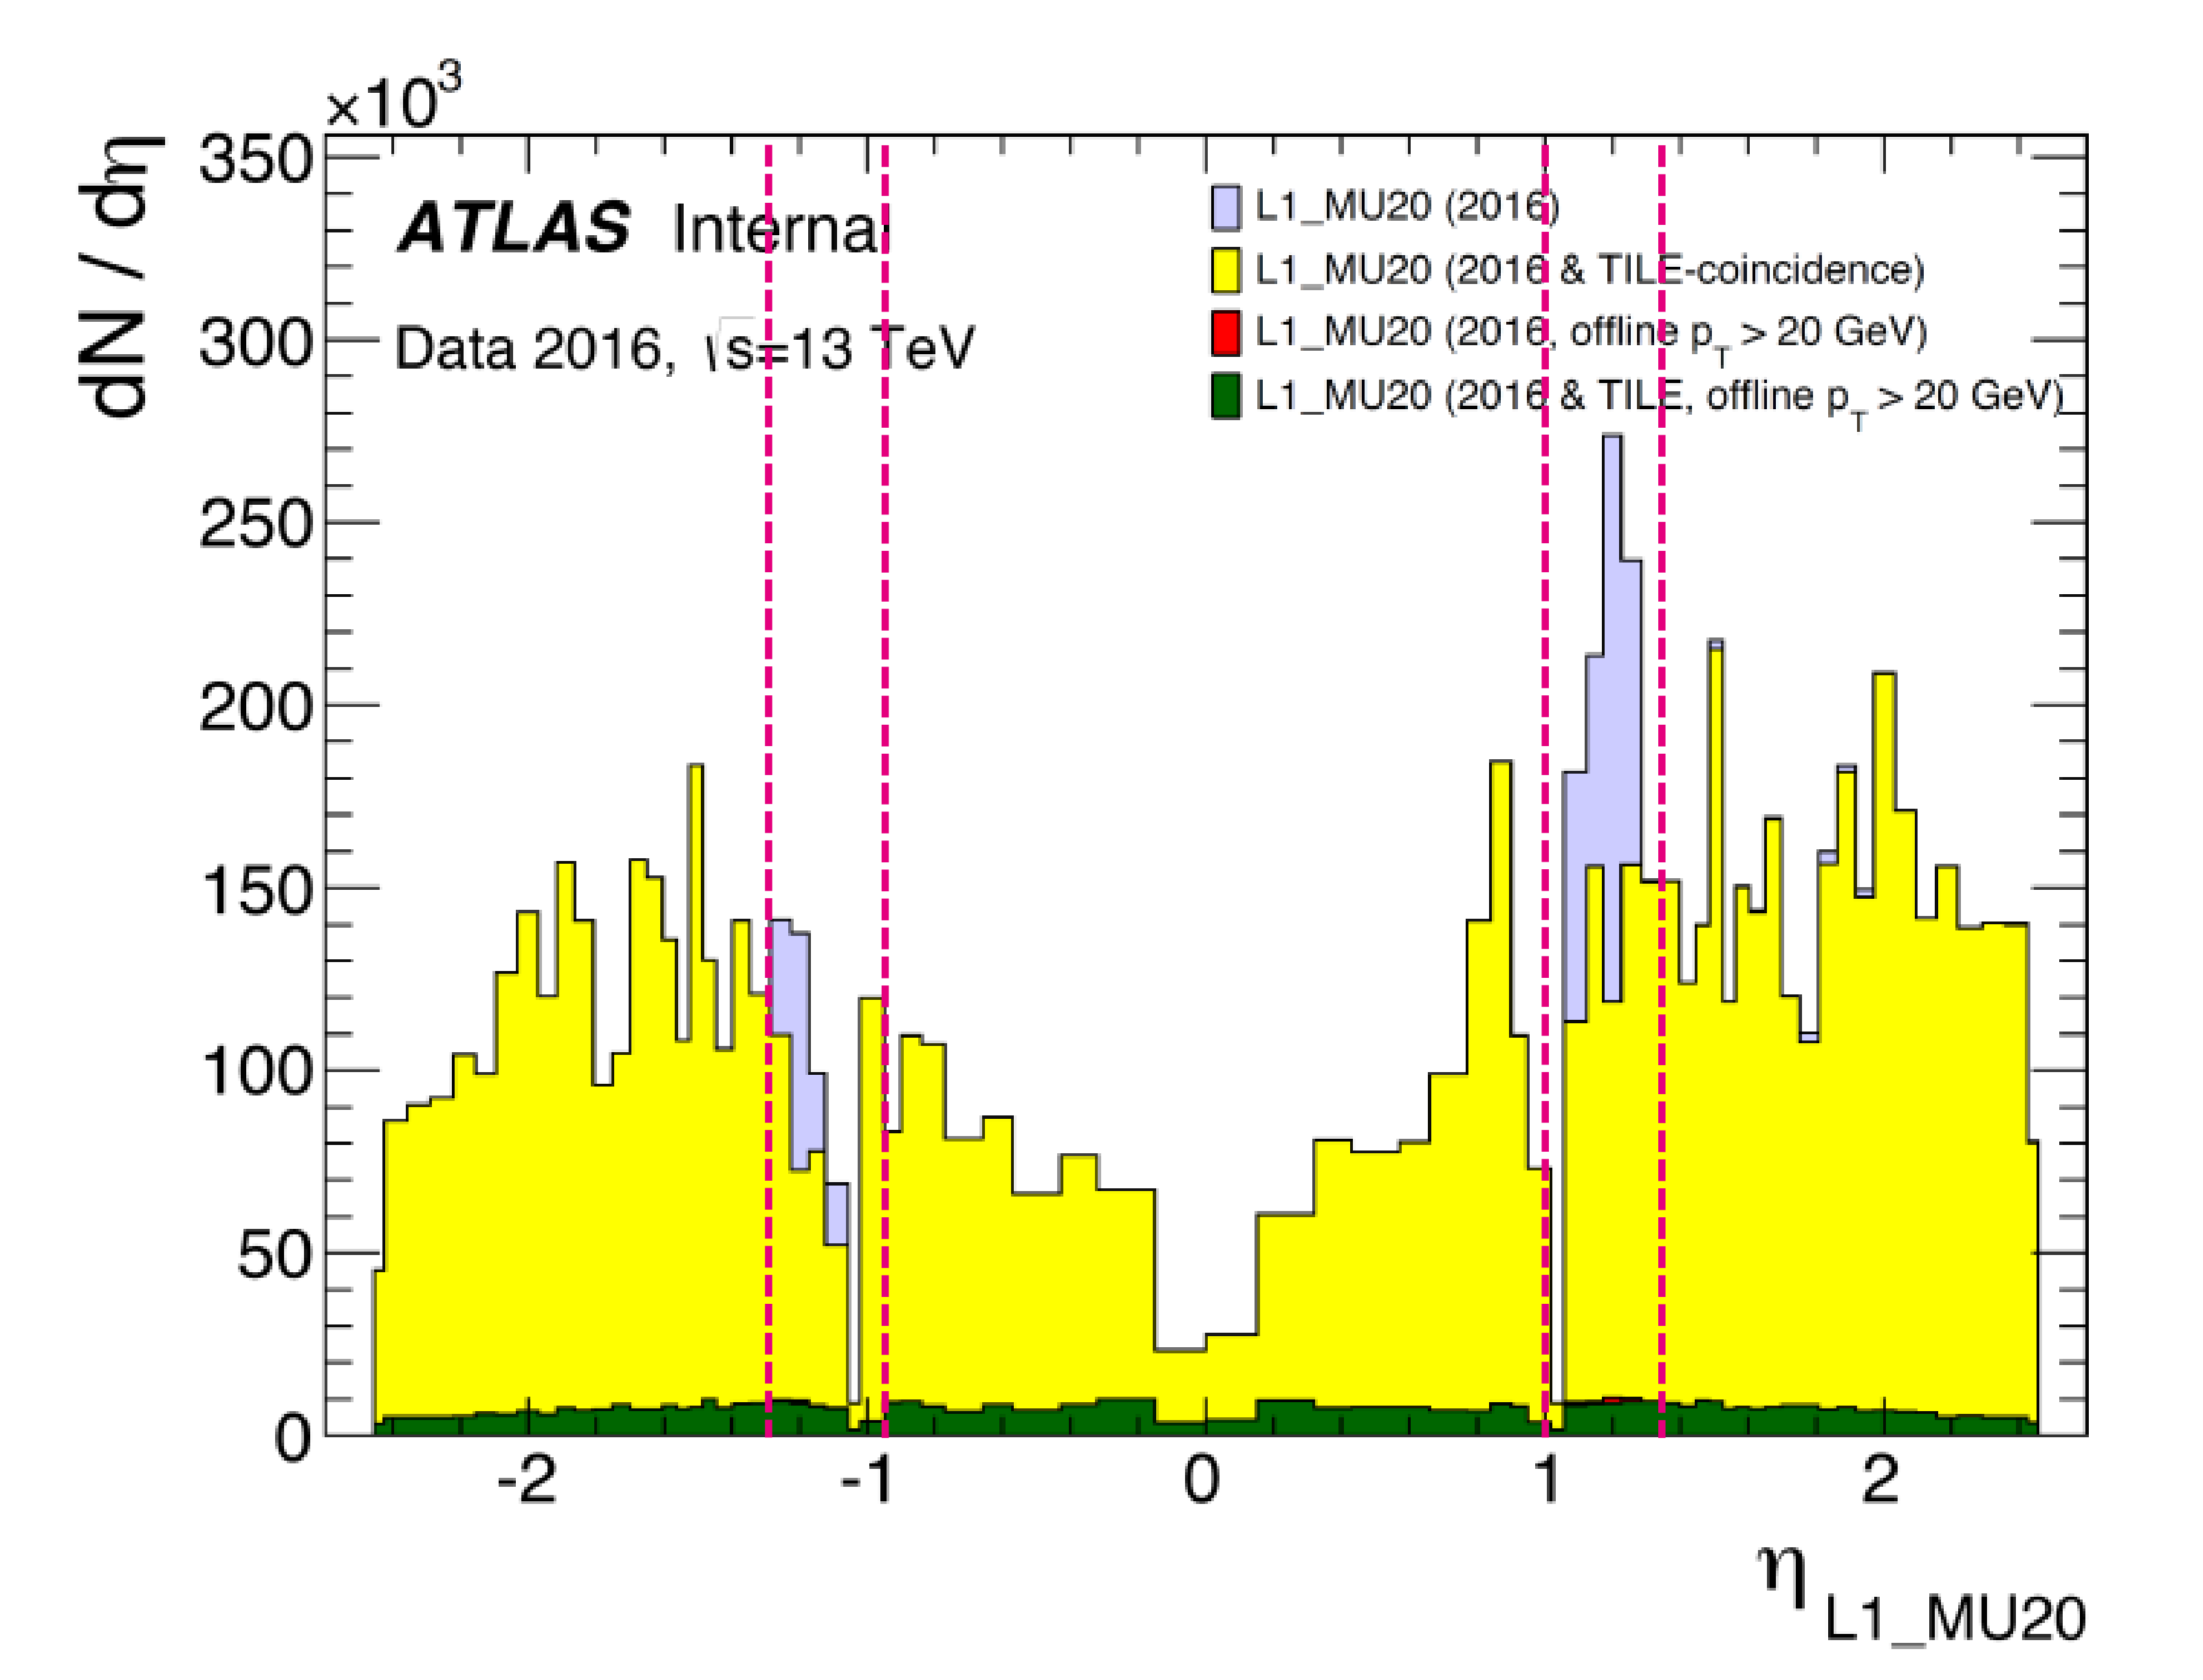 ×10³
dN / dη
350
300
250
200
150
100
50
0
ATLAS Internal
Data 2016, √s=13 TeV
L1_MU20 (2016)
L1_MU20 (2016 & TILE-coincidence)
L1_MU20 (2016, offline p_T > 20 GeV)
L1_MU20 (2016 & TILE, offline p_T > 20 GeV)
-2 -1 0 1 2
η L1_MU20